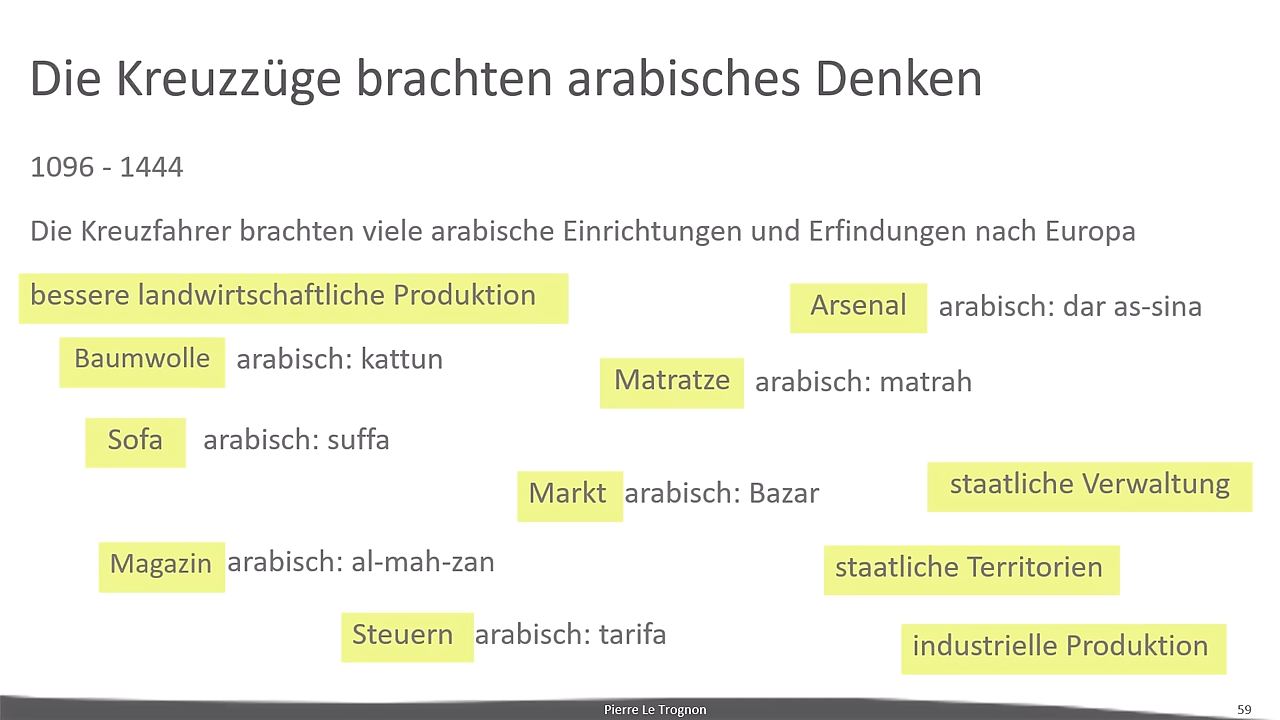 Die Kreuzzüge brachten arabisches Denken
1096 - 1444
Die Kreuzfahrer brachten viele arabische Einrichtungen und Erfindungen nach Europa
bessere landwirtschaftliche Produktion
Arsenal arabisch: dar as-sina
Baumwolle arabisch: kattun
Matratze arabisch: matrah
Sofa arabisch: suffa
Markt arabisch: Bazar
staatliche Verwaltung
Magazin arabisch: al-mah-zan
staatliche Territorien
Steuern arabisch: tarifa
industrielle Produktion
Pierre Le Trognon
59